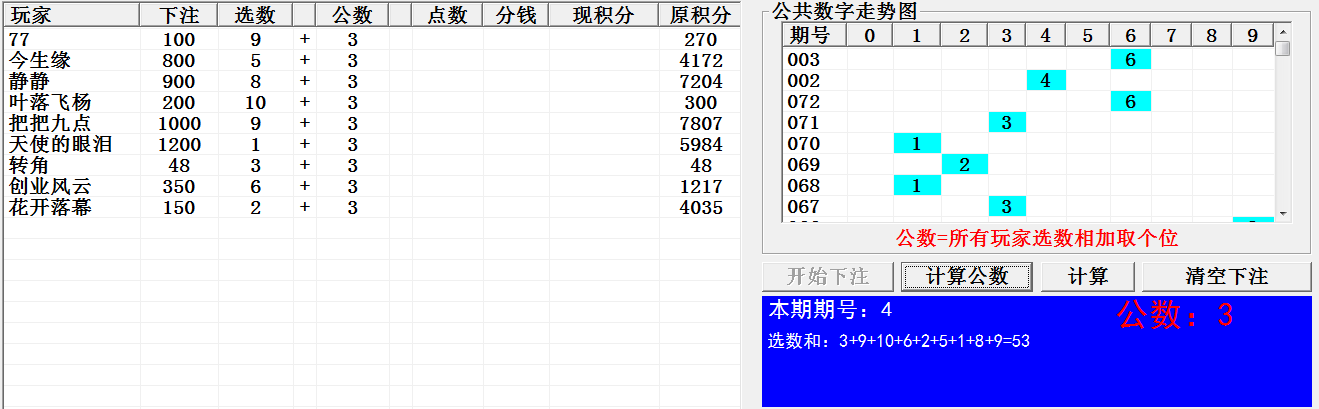 玩家 下注 选数 公数 点数 分钱 现积分 原积分
77 100 9 + 3 270
今生缘 800 5 + 3 4172
静静 900 8 + 3 7204
叶落飞杨 200 10 + 3 300
把把九点 1000 9 + 3 7807
天使的眼泪 1200 1 + 3 5984
转角 48 3 + 3 48
创业风云 350 6 + 3 1217
花开落幕 150 2 + 3 4035
公共数字走势图
期号 0 1 2 3 4 5 6 7 8 9
003 6
002 4
072 6
071 3
070 1
069 2
068 1
067 3
公数=所有玩家选数相加取个位
开始下注 计算公数 计算 清空下注
本期期号：4 公数：3
选数和：3+9+10+6+2+5+1+8+9=53